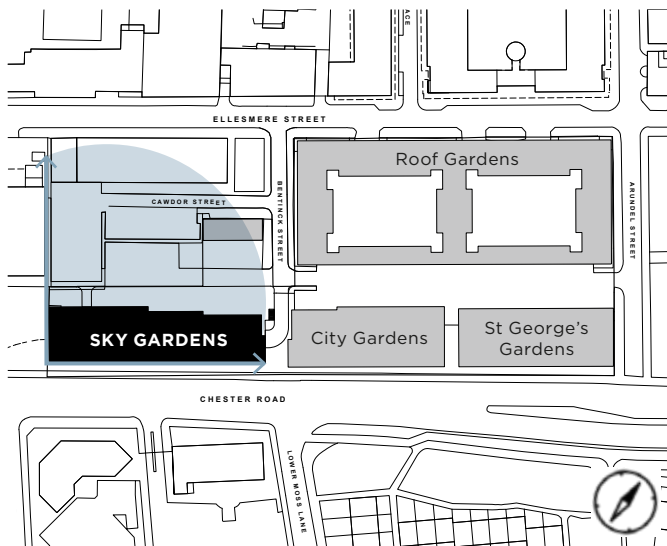 ACE
ELLESMERE STREET
Roof Gardens
CAWDOR STREET
BENTINCK STREET
ARUNDEL STREET
SKY GARDENS
City Gardens
St George's
Gardens
CHESTER ROAD
LOWER MOSS LANE